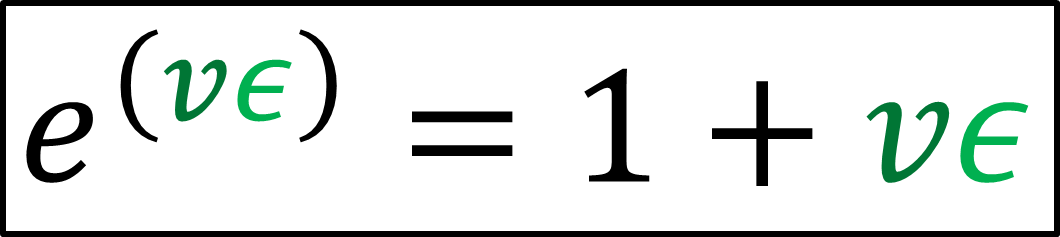 e^(vϵ) = 1 + vϵ